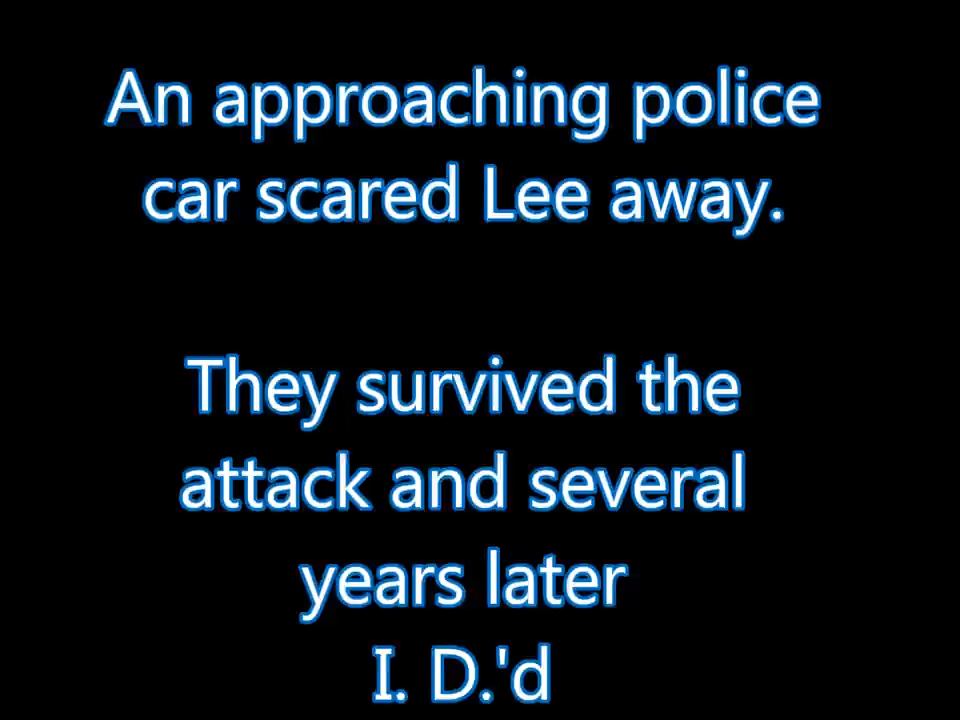 An approaching police
car scared Lee away.
They survived the
attack and several
years later
I. D.'d